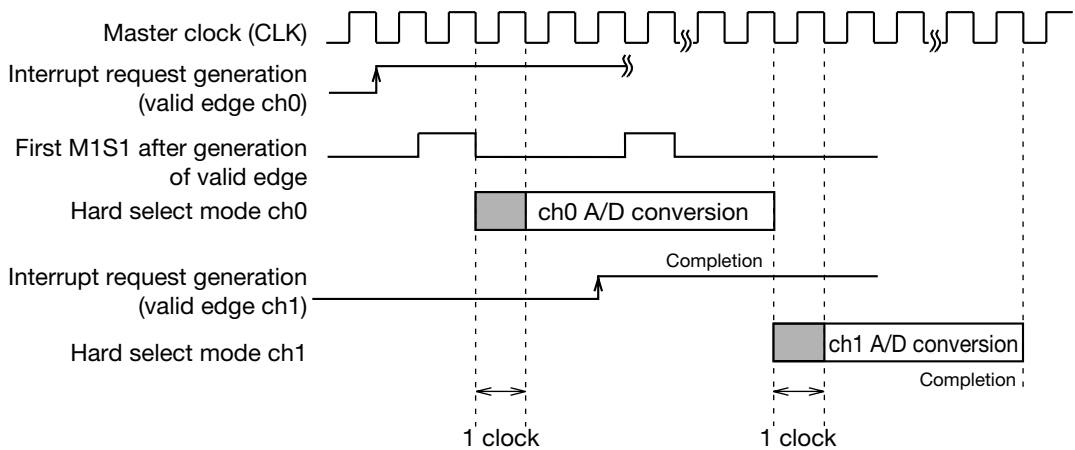 Master clock (CLK)
Interrupt request generation
(valid edge ch0)
First M1S1 after generation
of valid edge
Hard select mode ch0
ch0 A/D conversion
Completion
Interrupt request generation
(valid edge ch1)
Hard select mode ch1
ch1 A/D conversion
Completion
1 clock
1 clock